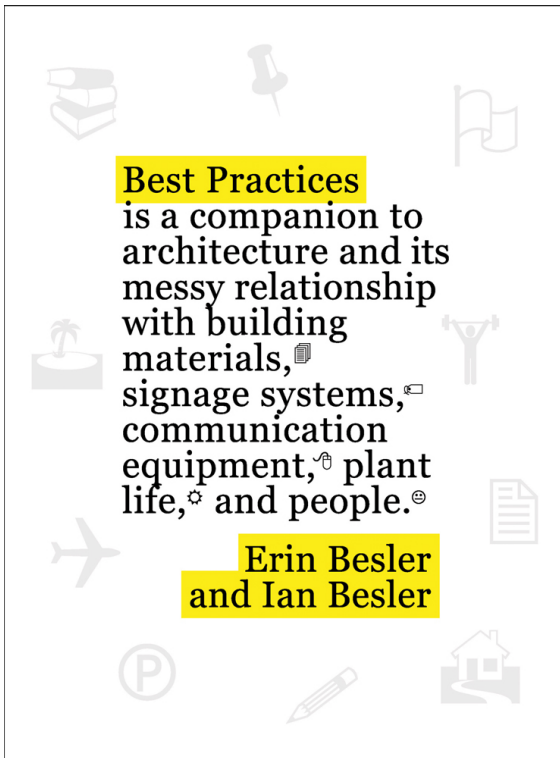 Best Practices
is a companion to
architecture and its
messy relationship
with building
materials,
signage systems,
communication
equipment, plant
life, and people.
Erin Besler
and Ian Besler
P